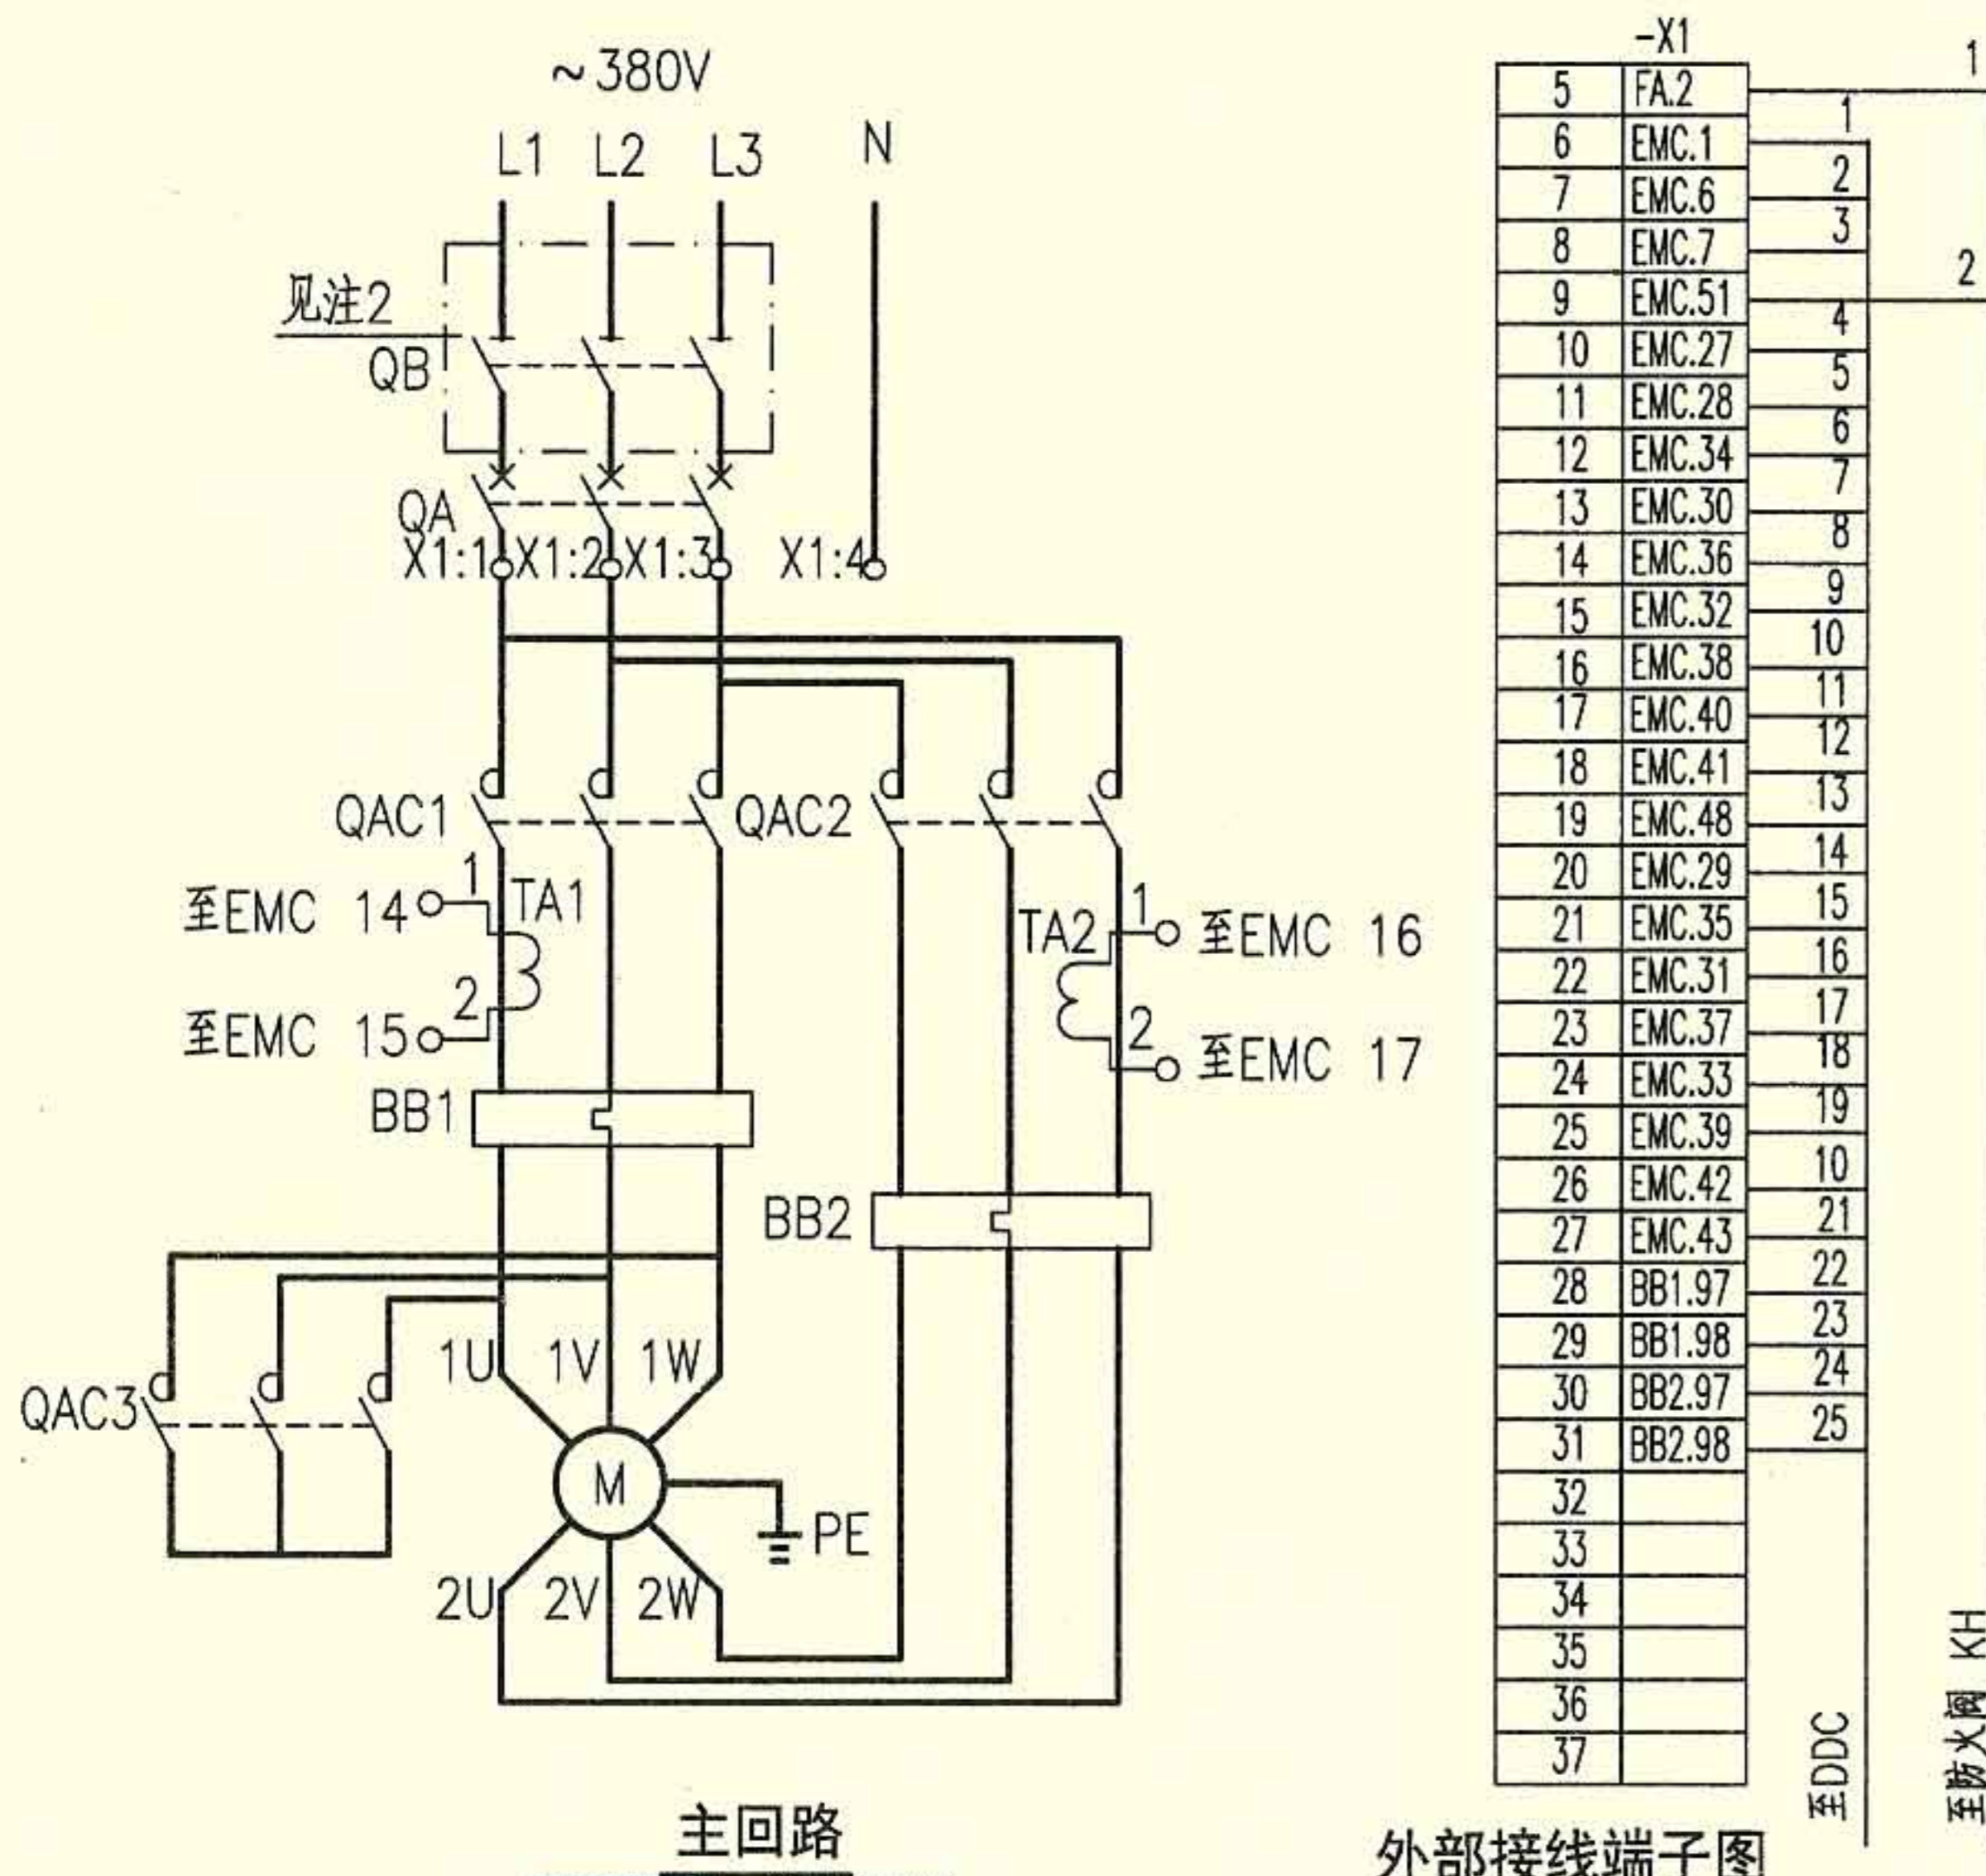 ~380V
L1 L2 L3 N
见注2
QB
QA
X1:1 X1:2 X1:3 X1:4
QAC1 QAC2
至EMC 14 1 TA1
2
至EMC 15
TA2 1 至EMC 16
2
至EMC 17
BB1
BB2
1U 1V 1W
QAC3
M
PE
2U 2V 2W
主回路
-X1
5 FA.2 1
6 EMC.1 1
7 EMC.6 2
8 EMC.7 3
9 EMC.51 2
10 EMC.27 4
11 EMC.28 5
12 EMC.34 6
13 EMC.30 7
14 EMC.36 8
15 EMC.32 9
16 EMC.38 10
17 EMC.40 11
18 EMC.41 12
19 EMC.48 13
20 EMC.29 14
21 EMC.35 15
22 EMC.31 16
23 EMC.37 17
24 EMC.33 18
25 EMC.39 19
26 EMC.42 10
27 EMC.43 21
28 BB1.97 22
29 BB1.98 23
30 BB2.97 24
31 BB2.98 25
32
33
34
35
36
37
至DDC
至防火阀 KH
外部接线端子图